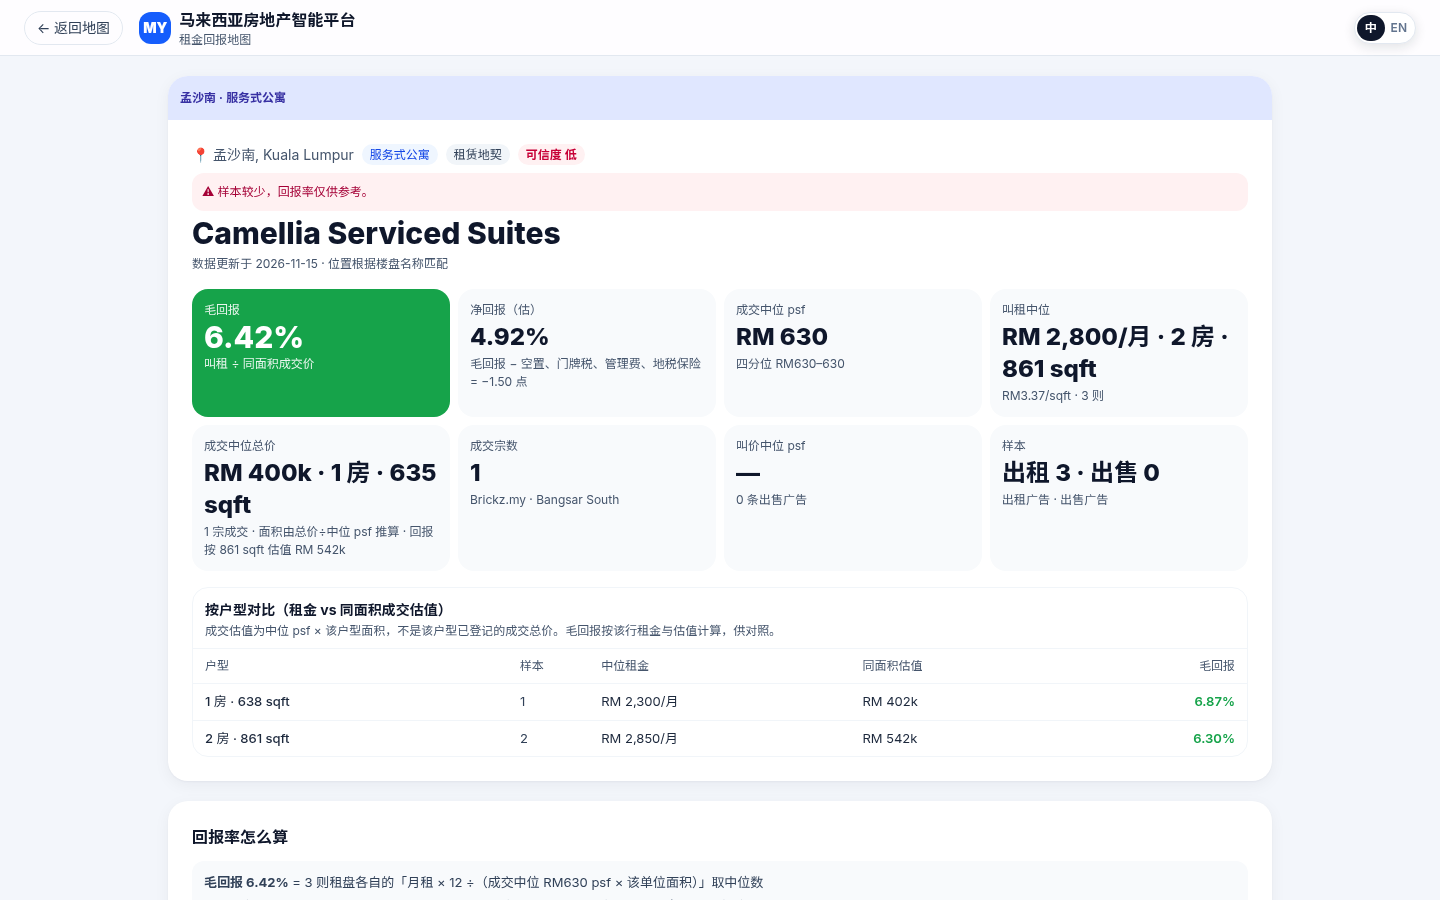 ← 返回地图
MY
马来西亚房地产智能平台
租金回报地图
中 EN
孟沙南 · 服务式公寓
📍 孟沙南, Kuala Lumpur 服务式公寓 租赁地契 可信度 低
⚠ 样本较少，回报率仅供参考。
Camellia Serviced Suites
数据更新于 2026-11-15 · 位置根据楼盘名称匹配
毛回报
6.42%
叫租 ÷ 同面积成交价
净回报（估）
4.92%
毛回报 − 空置、门牌税、管理费、地税保险
= −1.50 点
成交中位 psf
RM 630
四分位 RM630–630
叫租中位
RM 2,800/月 · 2 房 ·
861 sqft
RM3.37/sqft · 3 则
成交中位总价
RM 400k · 1 房 · 635
sqft
1 宗成交 · 面积由总价÷中位 psf 推算 · 回报
按 861 sqft 估值 RM 542k
成交宗数
1
Brickz.my · Bangsar South
叫价中位 psf
—
0 条出售广告
样本
出租 3 · 出售 0
出租广告 · 出售广告
按户型对比（租金 vs 同面积成交估值）
成交估值为中位 psf × 该户型面积，不是该户型已登记的成交总价。毛回报按该行租金与估值计算，供对照。
户型 样本 中位租金 同面积估值 毛回报
1 房 · 638 sqft 1 RM 2,300/月 RM 402k 6.87%
2 房 · 861 sqft 2 RM 2,850/月 RM 542k 6.30%
回报率怎么算
毛回报 6.42% = 3 则租盘各自的「月租 × 12 ÷（成交中位 RM630 psf × 该单位面积）」取中位数